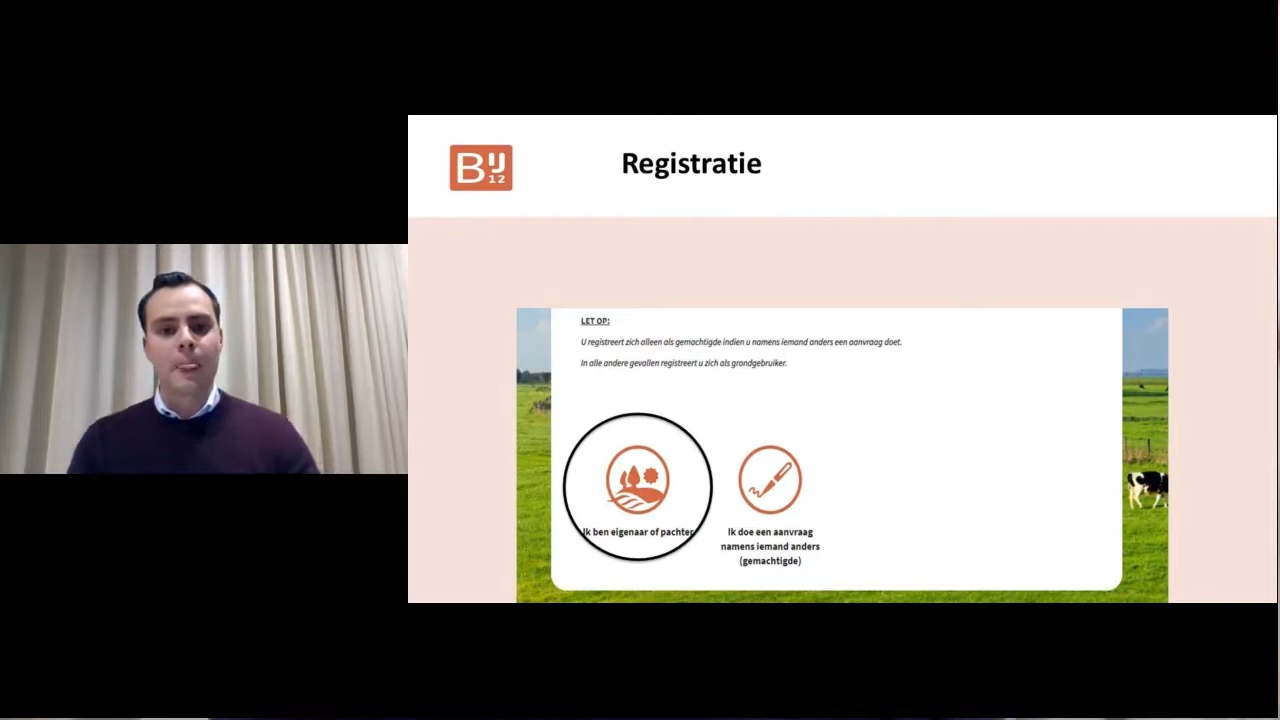 BIJ
12
Registratie
LET OP:
U registreert zich alleen als gemachtigde indien u namens iemand anders een aanvraag doet.
In alle andere gevallen registreert u zich als grondgebruiker.
Ik ben eigenaar of pachter
Ik doe een aanvraag
namens iemand anders
(gemachtigde)